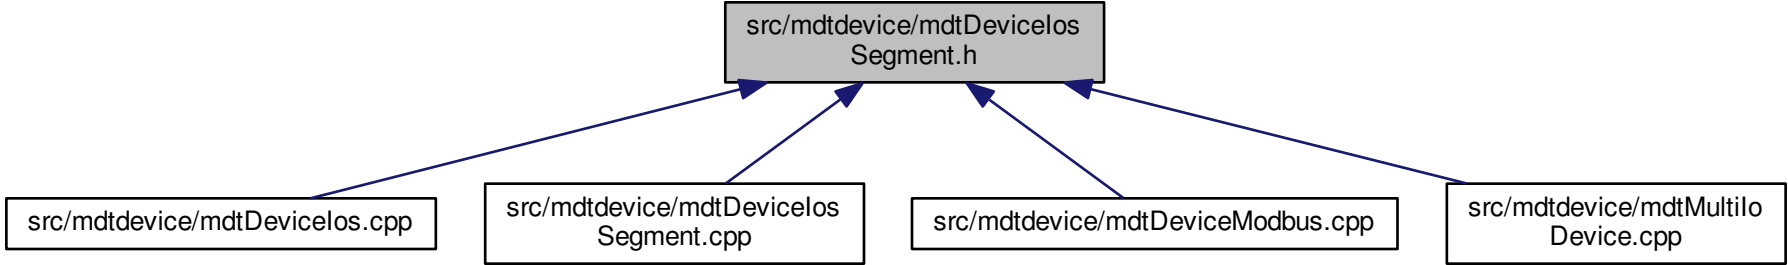 src/mdtdevice/mdtDeviceIos
Segment.h
src/mdtdevice/mdtDeviceIos.cpp
src/mdtdevice/mdtDeviceIos
Segment.cpp
src/mdtdevice/mdtDeviceModbus.cpp
src/mdtdevice/mdtMultiIo
Device.cpp